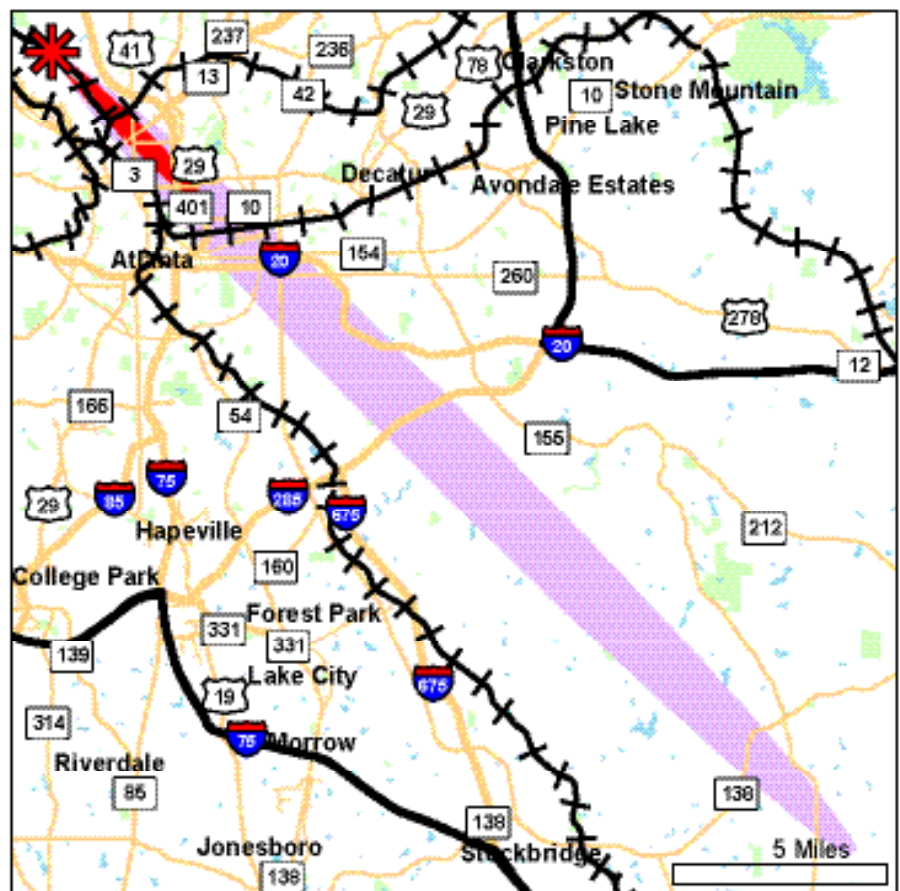 237
41
236
78
Clarkston
13
42
10
Stone Mountain
29
Pine Lake
29
3
Decatur
Avondale Estates
401
10
154
Atlanta
20
260
278
20
12
166
54
155
29
85
75
285
675
212
Hapeville
160
College Park
Forest Park
331
331
139
Lake City
675
19
314
75
Morrow
Riverdale
85
138
138
Jonesboro
Stockbridge
5 Miles
138